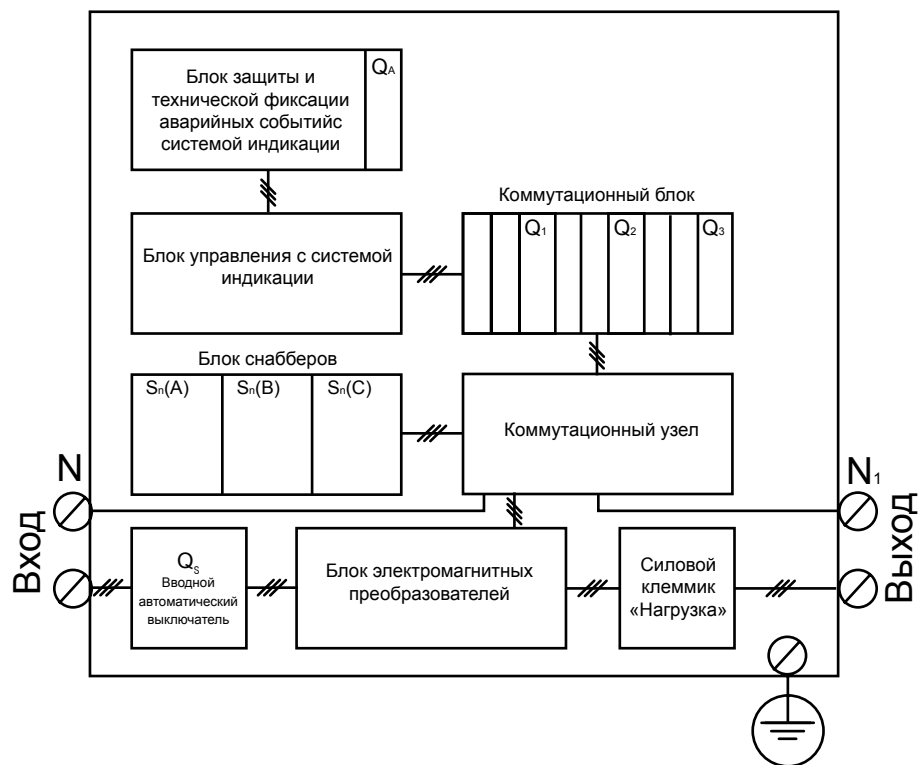 Блок защиты и
технической фиксации
аварийных событийс
системой индикации
QA
Коммутационный блок
Блок управления с системой
индикации
Q1
Q2
Q3
Блок снабберов
Sn(A)
Sn(B)
Sn(C)
Коммутационный узел
N
N1
Вход
Выход
QS
Вводной
автоматический
выключатель
Блок электромагнитных
преобразователей
Силовой
клеммик
«Нагрузка»